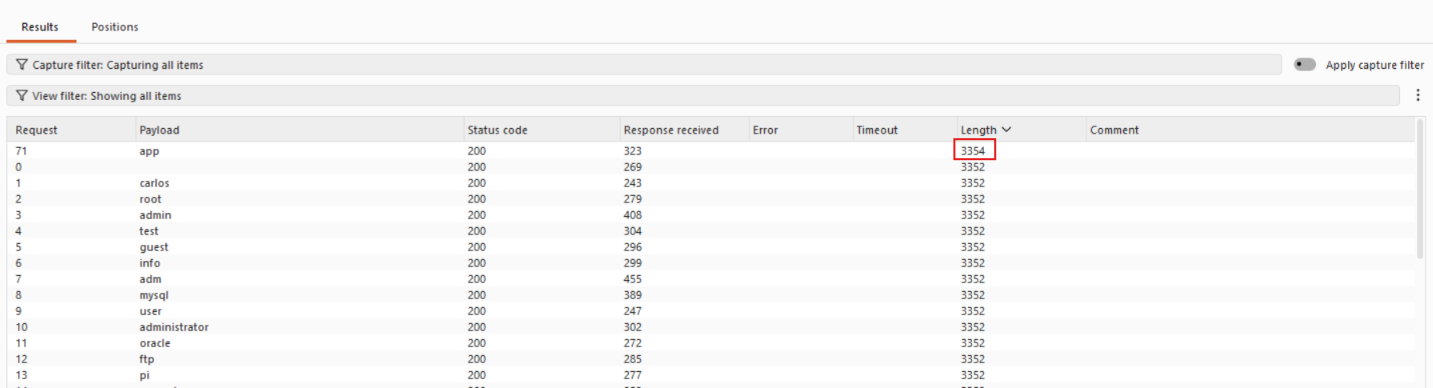 Results Positions
Capture filter: Capturing all items Apply capture filter
View filter: Showing all items
Request Payload Status code Response received Error Timeout Length Comment
71 app 200 323 3354
0 200 269 3352
1 carlos 200 243 3352
2 root 200 279 3352
3 admin 200 408 3352
4 test 200 304 3352
5 guest 200 296 3352
6 info 200 299 3352
7 adm 200 455 3352
8 mysql 200 389 3352
9 user 200 247 3352
10 administrator 200 302 3352
11 oracle 200 272 3352
12 ftp 200 285 3352
13 pi 200 277 3352